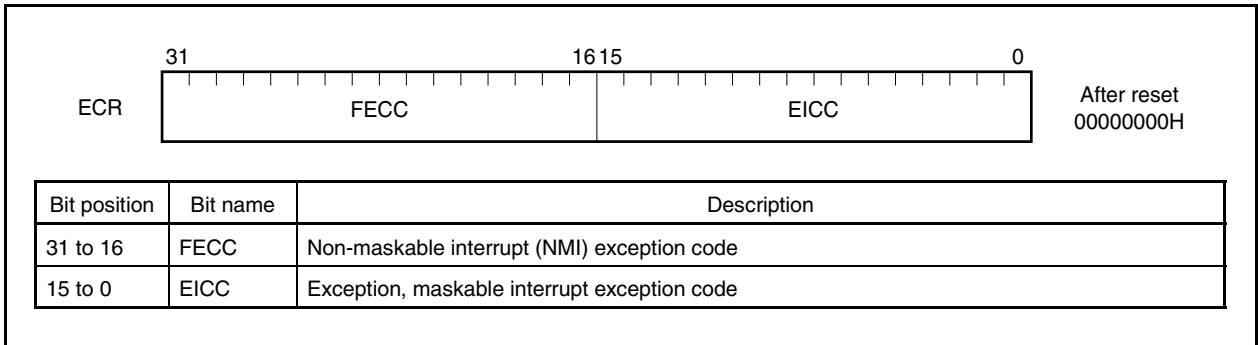 31 16 15 0
ECR FECC EICC After reset
00000000H
Bit position Bit name Description
31 to 16 FECC Non-maskable interrupt (NMI) exception code
15 to 0 EICC Exception, maskable interrupt exception code